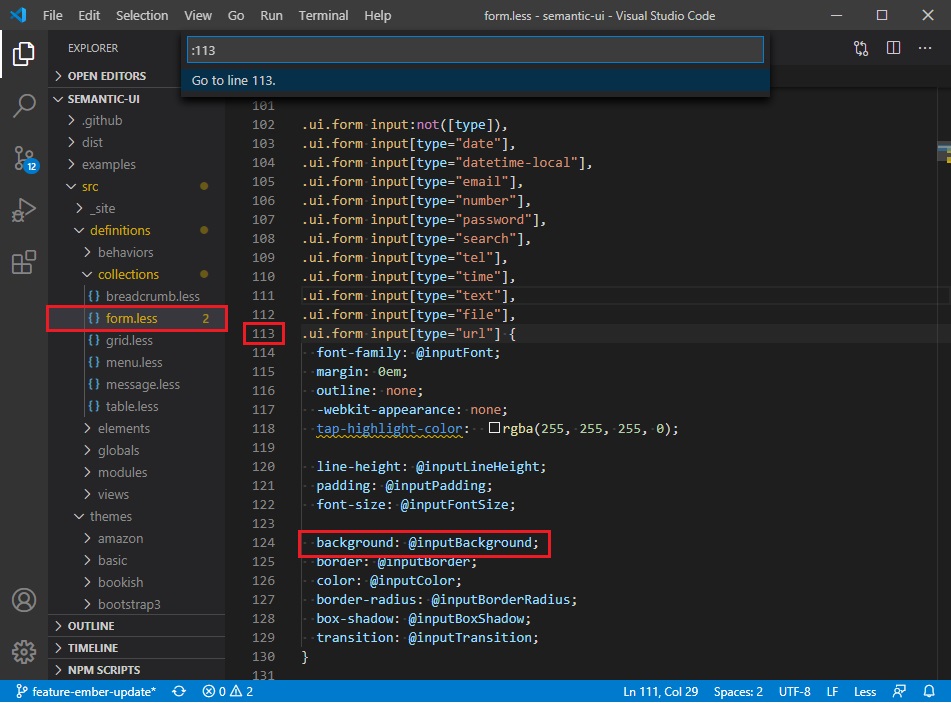 File Edit Selection View Go Run Terminal Help form.less - semantic-ui - Visual Studio Code
EXPLORER
:113
Go to line 113.
OPEN EDITORS
SEMANTIC-UI
.github
dist
examples
src
_site
definitions
behaviors
collections
breadcrumb.less
form.less 2
grid.less
menu.less
message.less
table.less
elements
globals
modules
views
themes
amazon
basic
bookish
bootstrap3
OUTLINE
TIMELINE
NPM SCRIPTS
12
101
102 .ui.form input:not([type]),
103 .ui.form input[type="date"],
104 .ui.form input[type="datetime-local"],
105 .ui.form input[type="email"],
106 .ui.form input[type="number"],
107 .ui.form input[type="password"],
108 .ui.form input[type="search"],
109 .ui.form input[type="tel"],
110 .ui.form input[type="time"],
111 .ui.form input[type="text"],
112 .ui.form input[type="file"],
113 .ui.form input[type="url"] {
114 font-family: @inputFont;
115 margin: 0em;
116 outline: none;
117 -webkit-appearance: none;
118 tap-highlight-color: rgba(255, 255, 255, 0);
119
120 line-height: @inputLineHeight;
121 padding: @inputPadding;
122 font-size: @inputFontSize;
123
124 background: @inputBackground;
125 border: @inputBorder;
126 color: @inputColor;
127 border-radius: @inputBorderRadius;
128 box-shadow: @inputBoxShadow;
129 transition: @inputTransition;
130 }
131
feature-ember-update* 0 2 Ln 111, Col 29 Spaces: 2 UTF-8 LF Less